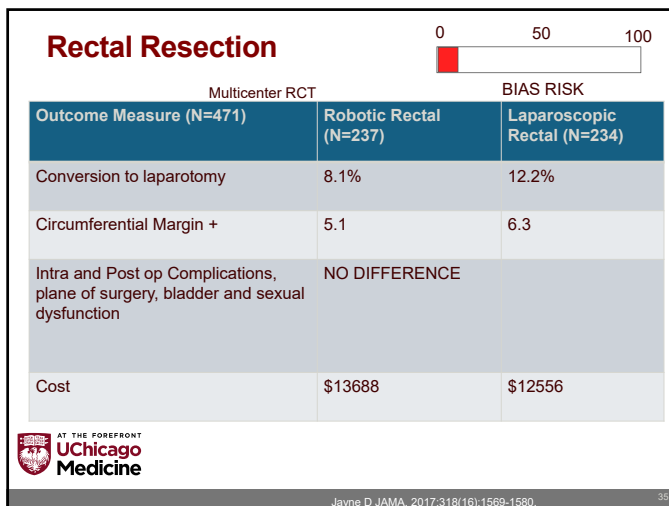 Rectal Resection
0 50 100
Multicenter RCT
BIAS RISK
Outcome Measure (N=471)
Robotic Rectal
(N=237)
Laparoscopic
Rectal (N=234)
Conversion to laparotomy
8.1%
12.2%
Circumferential Margin +
5.1
6.3
Intra and Post op Complications,
plane of surgery, bladder and sexual
dysfunction
NO DIFFERENCE
Cost
$13688
$12556
AT THE FOREFRONT
UChicago
Medicine
Jayne D JAMA. 2017;318(16):1569-1580.
35